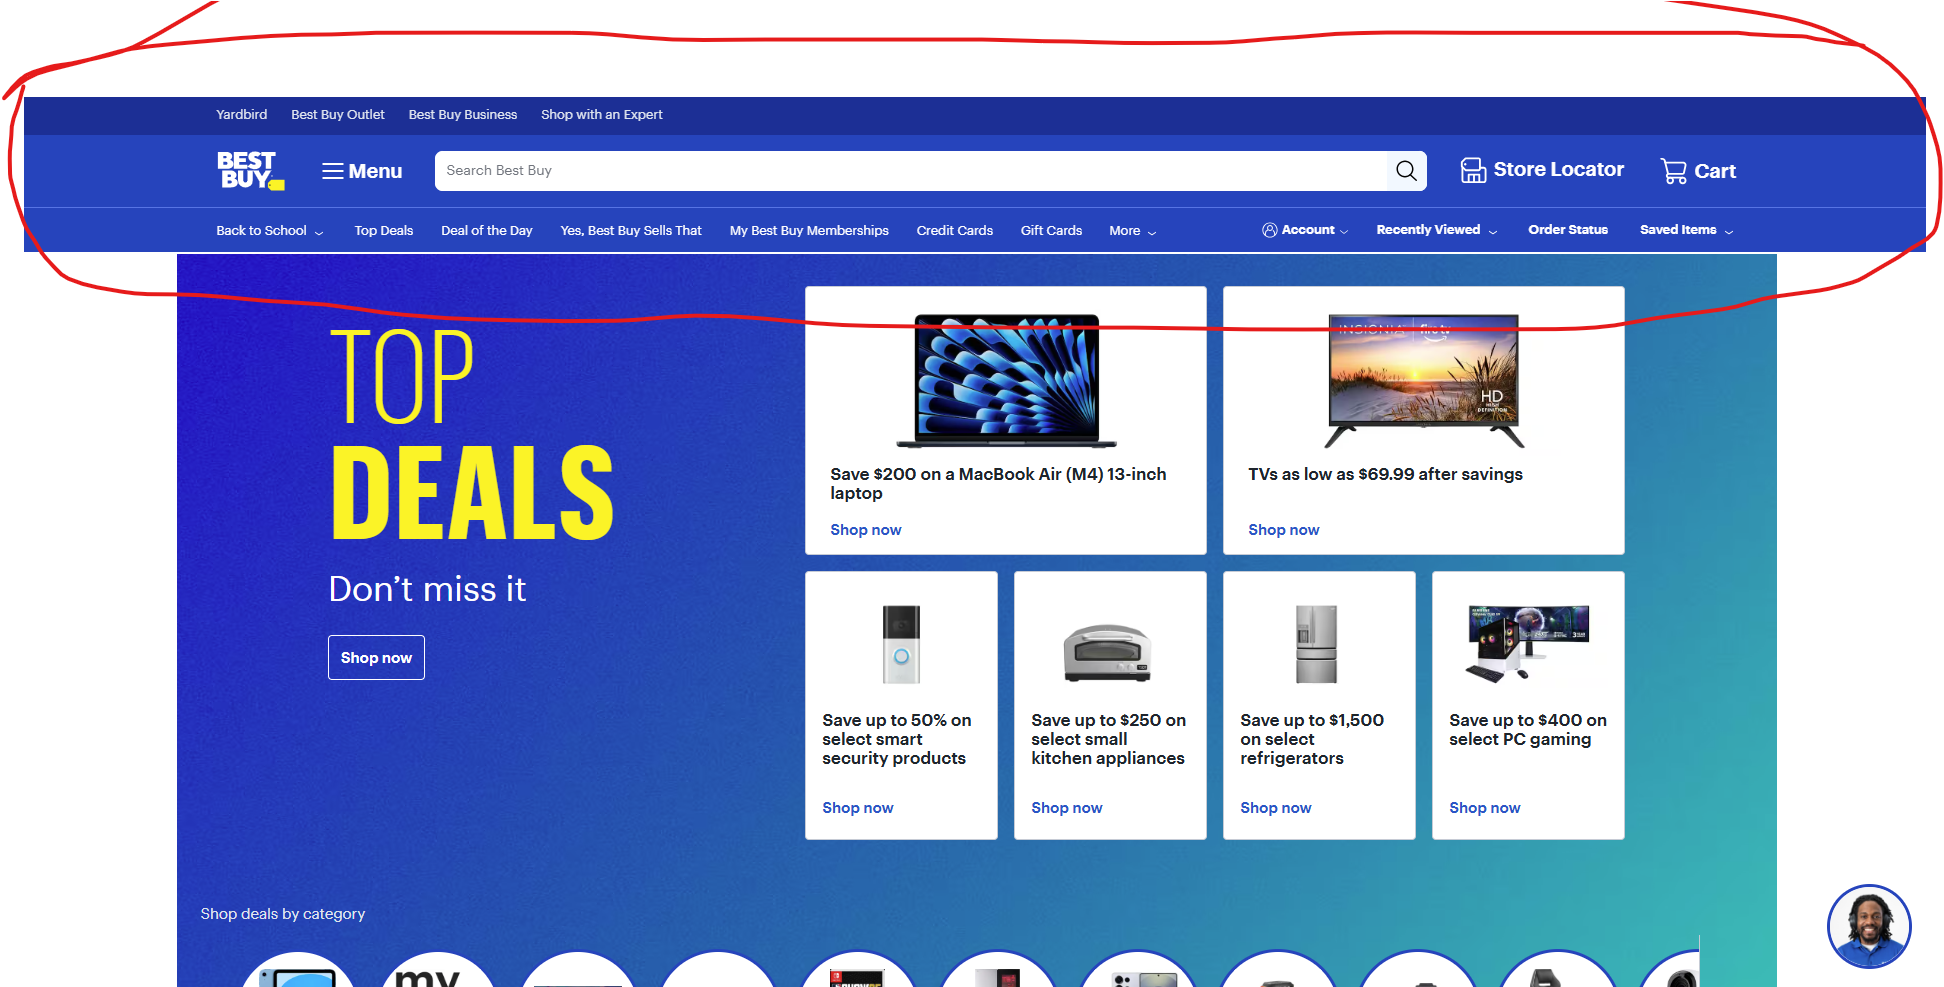 Yardbird Best Buy Outlet Best Buy Business Shop with an Expert
BEST
BUY
Menu
Search Best Buy
Store Locator
Cart
Back to School Top Deals Deal of the Day Yes, Best Buy Sells That My Best Buy Memberships Credit Cards Gift Cards More Account Recently Viewed Order Status Saved Items
TOP
DEALS
Don't miss it
Shop now
INSIGNIA fire tv
HD
HIGH
DEFINITION
Save $200 on a MacBook Air (M4) 13-inch
laptop
Shop now
TVs as low as $69.99 after savings
Shop now
Save up to 50% on
select smart
security products
Shop now
Save up to $250 on
select small
kitchen appliances
Shop now
Save up to $1,500
on select
refrigerators
Shop now
Save up to $400 on
select PC gaming
Shop now
Shop deals by category
my